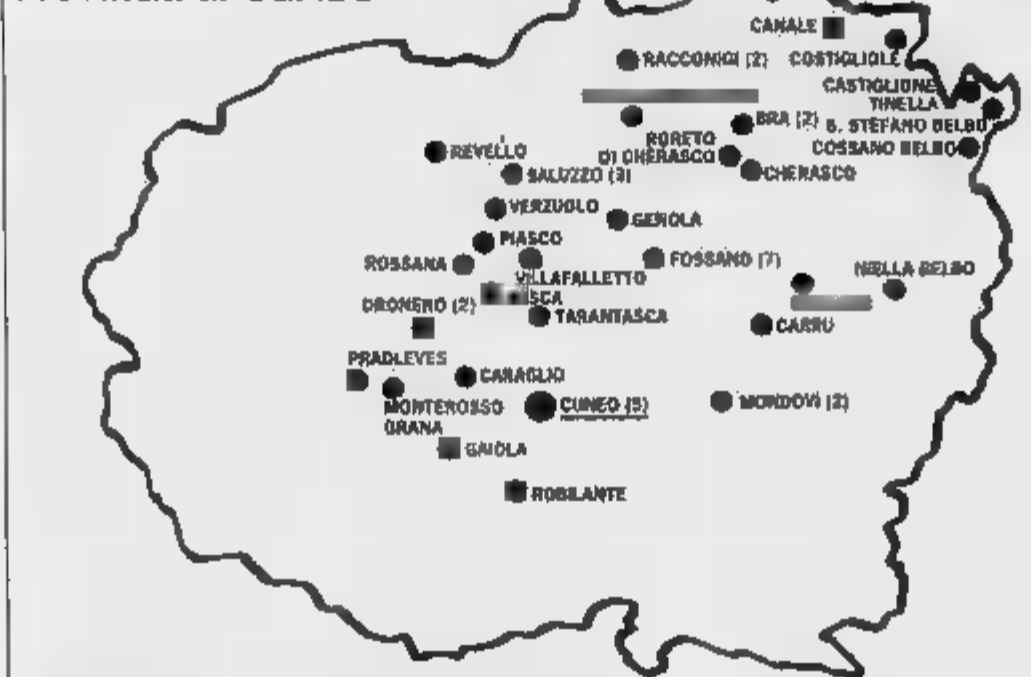 CANALE
RACCONIGI (2)
COSTIGLIOLE
CASTIGLIONE
TINELLA
BRA (2)
S. STEFANO BELBO
RORETO
DI CHERASCO
COSSANO BELBO
REVELLO
CHERASCO
SALUZZO (3)
VERZUOLO
GENOLA
PIASCO
ROSSANA
FOSSANO (7)
NIELLA BELBO
VILLAFALLETTO
DRONERO (2)
TARANTASCA
CARRU
PRADLEVES
CARAGLIO
MONTEROSSO
GRANA
CUNEO (5)
MONDOVI (2)
GAIOLA
ROBILANTE